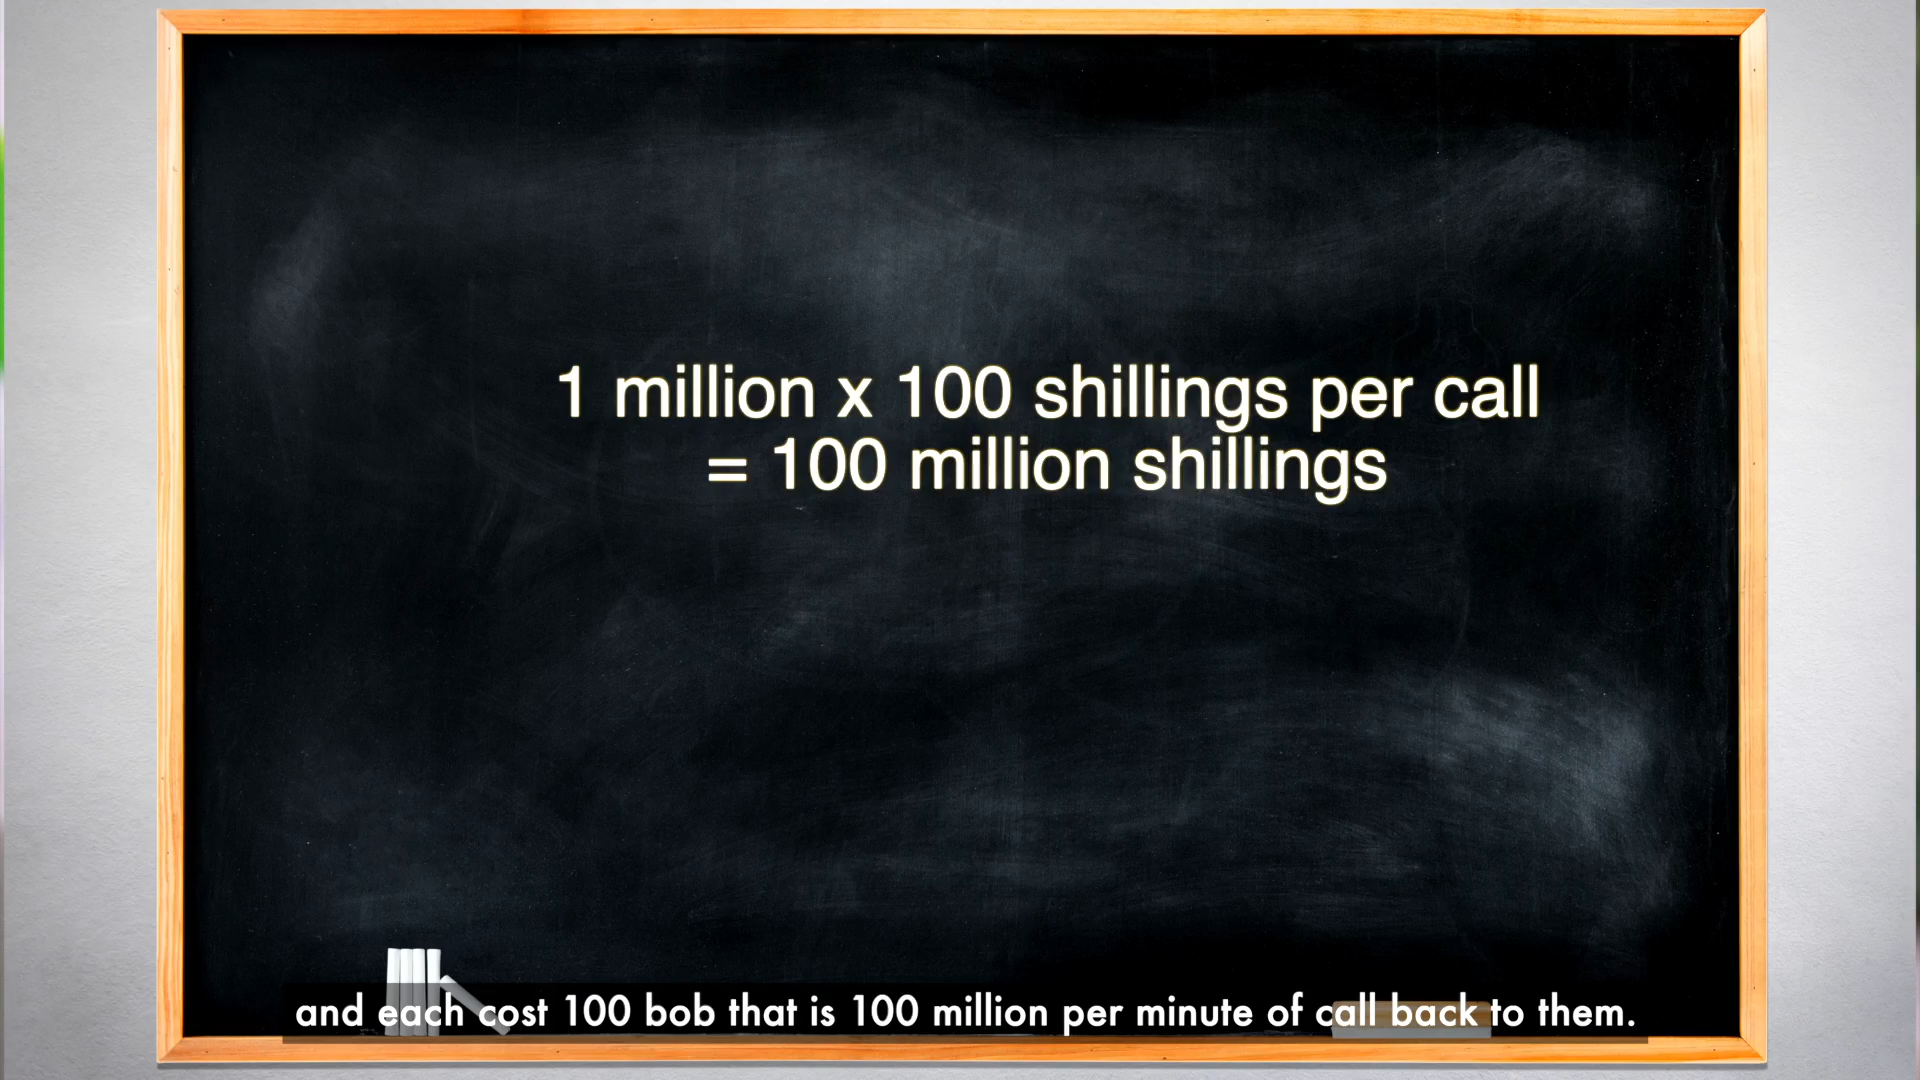 1 million x 100 shillings per call
= 100 million shillings
and each cost 100 bob that is 100 million per minute of call back to them.